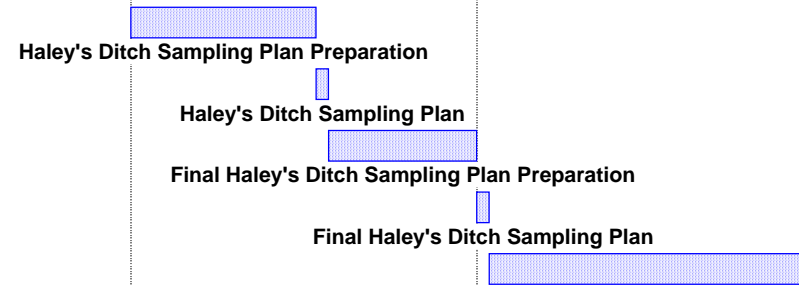 Haley's Ditch Sampling Plan Preparation
Haley's Ditch Sampling Plan
Final Haley's Ditch Sampling Plan Preparation
Final Haley's Ditch Sampling Plan